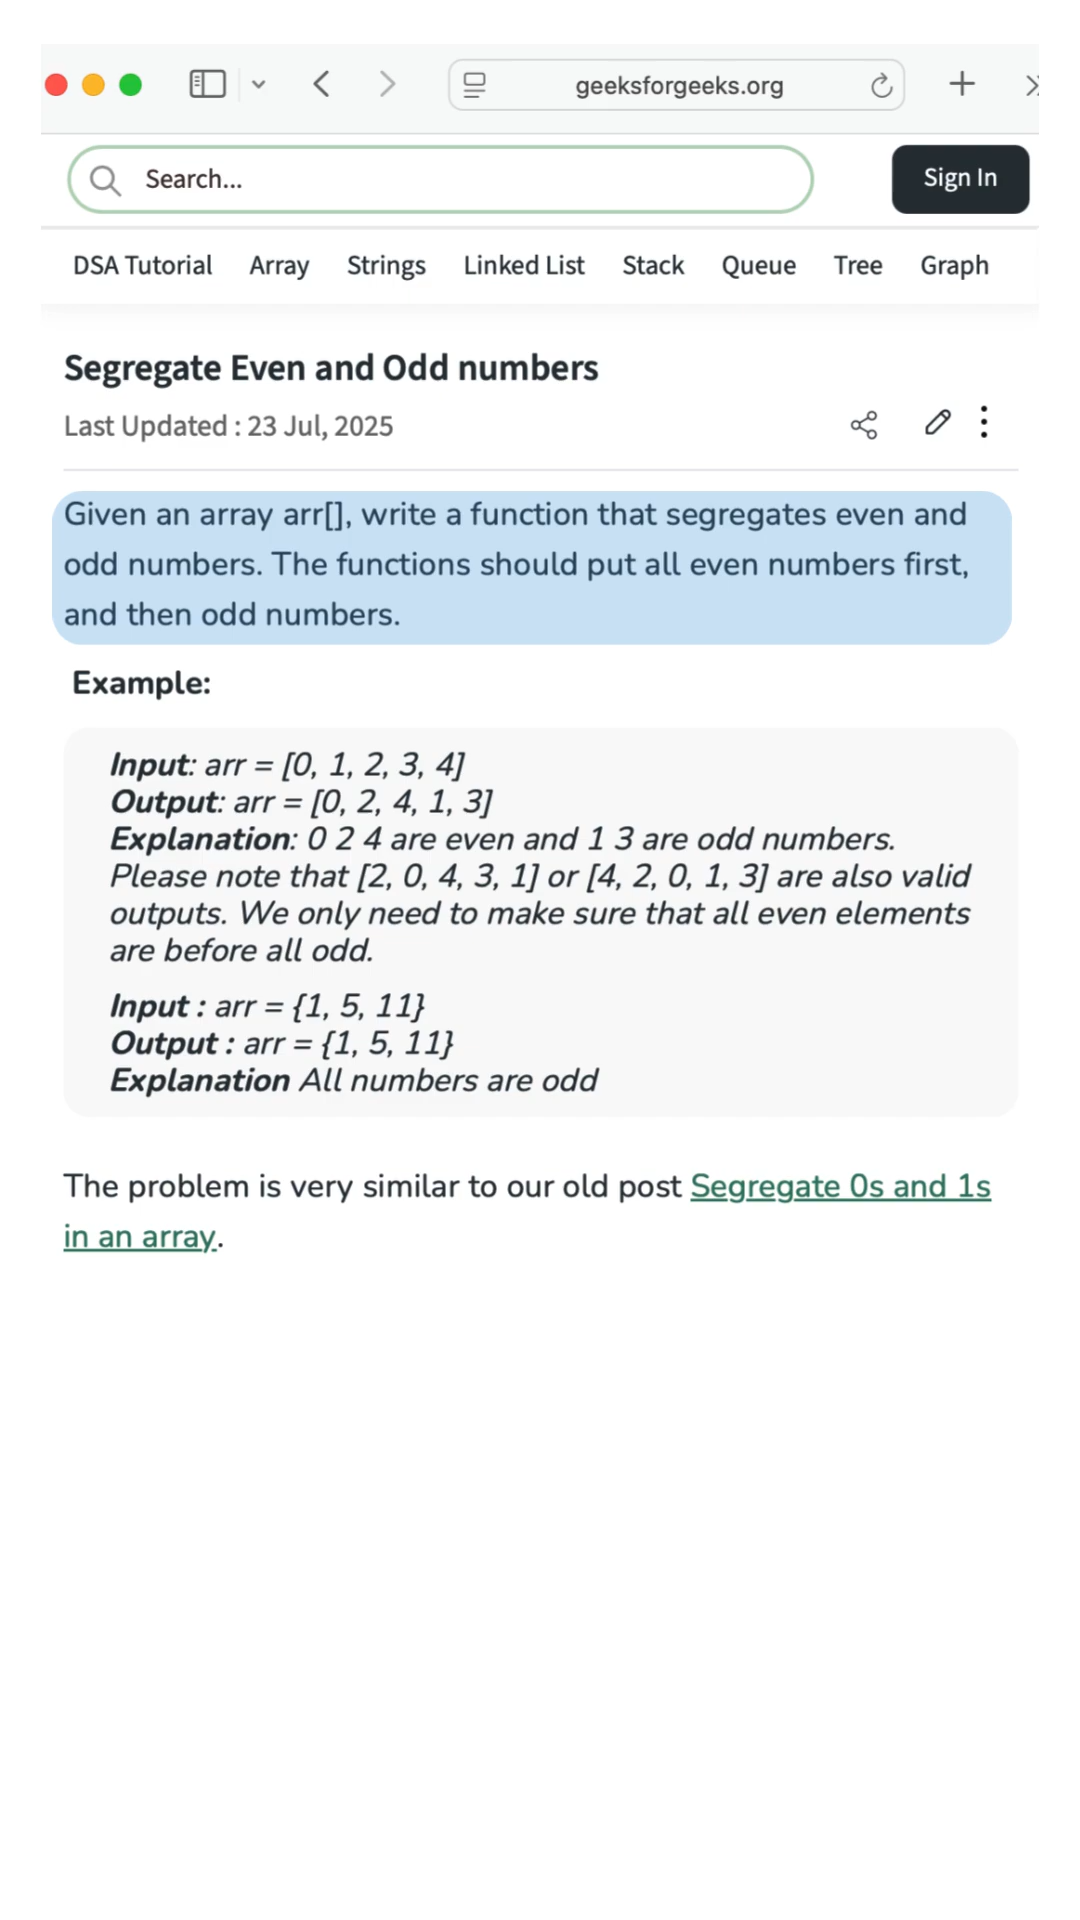 geeksforgeeks.org
Search...
Sign In
DSA Tutorial Array Strings Linked List Stack Queue Tree Graph
Segregate Even and Odd numbers
Last Updated : 23 Jul, 2025
Given an array arr[], write a function that segregates even and
odd numbers. The functions should put all even numbers first,
and then odd numbers.
Example:
Input: arr = [0, 1, 2, 3, 4]
Output: arr = [0, 2, 4, 1, 3]
Explanation: 0 2 4 are even and 1 3 are odd numbers.
Please note that [2, 0, 4, 3, 1] or [4, 2, 0, 1, 3] are also valid
outputs. We only need to make sure that all even elements
are before all odd.
Input : arr = {1, 5, 11}
Output : arr = {1, 5, 11}
Explanation All numbers are odd
The problem is very similar to our old post Segregate 0s and 1s
in an array.